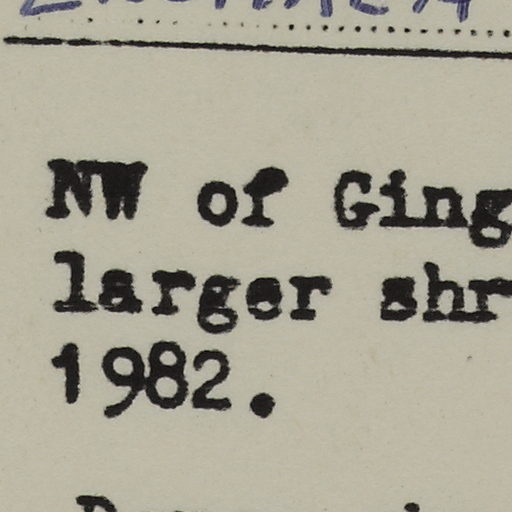 NW of Ging
larger shr
1982.